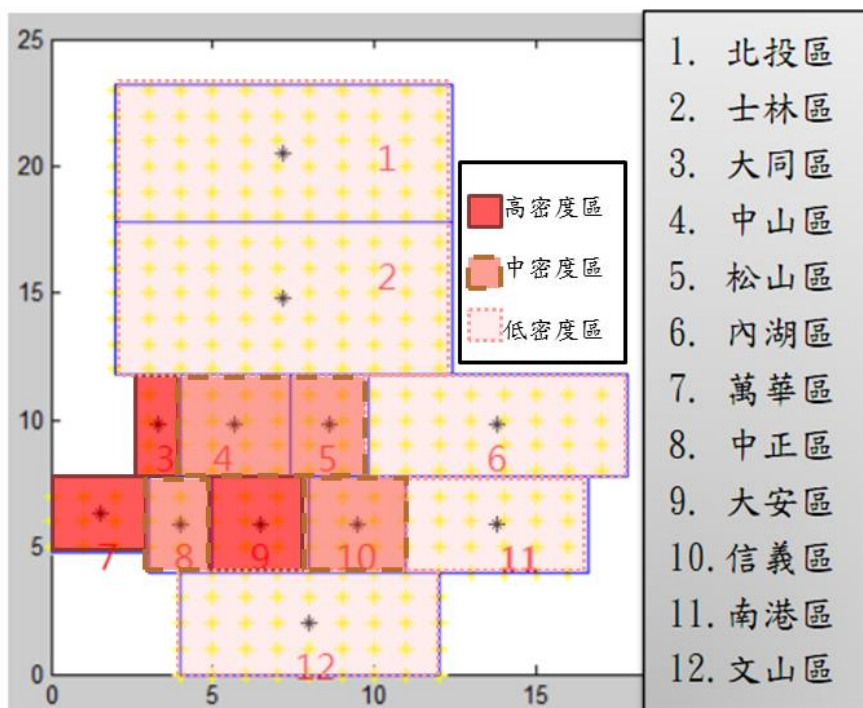 25
20
15
10
5
0
0
5
10
15
1
2
3
4
5
6
7
8
9
10
11
12
高密度區
中密度區
低密度區
1. 北投區
2. 士林區
3. 大同區
4. 中山區
5. 松山區
6. 內湖區
7. 萬華區
8. 中正區
9. 大安區
10. 信義區
11. 南港區
12. 文山區